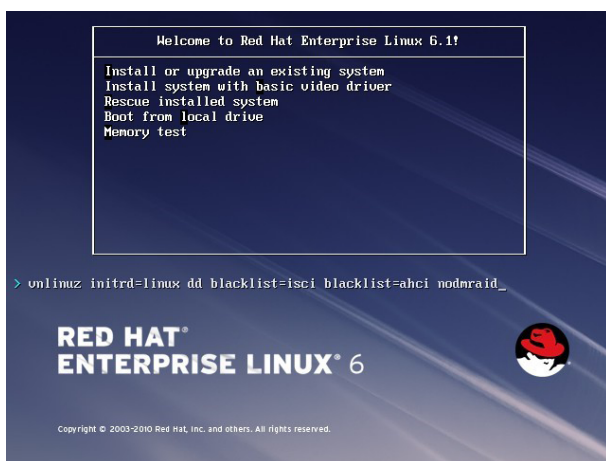 Welcome to Red Hat Enterprise Linux 6.1!
Install or upgrade an existing system
Install system with basic video driver
Rescue installed system
Boot from local drive
Memory test
> vmlinuz initrd=linux dd blacklist=isci blacklist=ahci nodmraid_
RED HAT®
ENTERPRISE LINUX® 6
Copyright © 2003-2010 Red Hat, Inc. and others. All rights reserved.